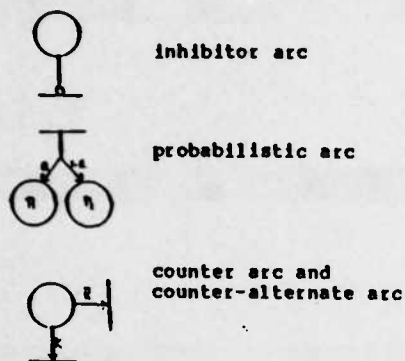 inhibitor arc
probabilistic arc
counter arc and
counter-alternate arc